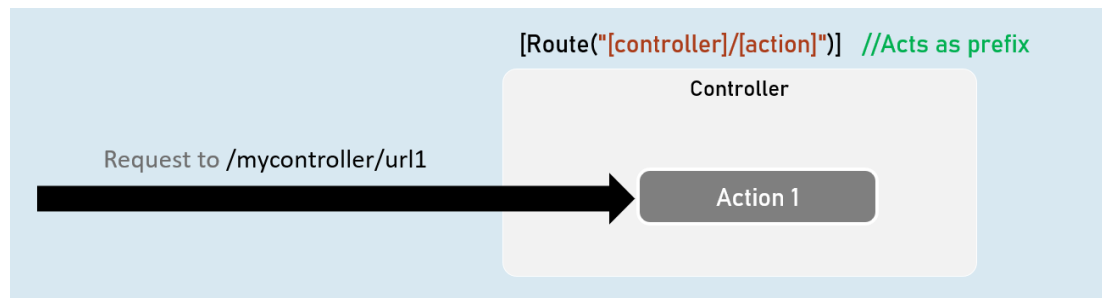 [Route("[controller]/[action]")] //Acts as prefix
Controller
Request to /mycontroller/url1
Action 1